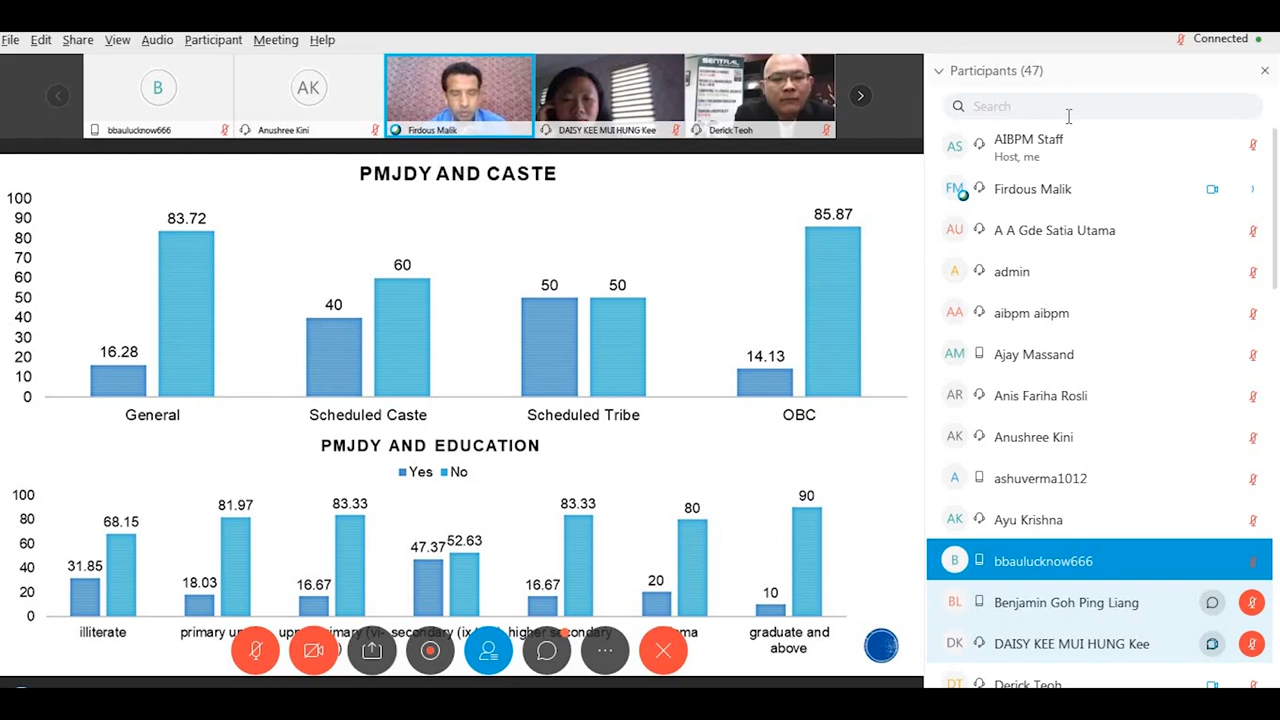 File Edit Share View Audio Participant Meeting Help
Connected
B
bbaulucknow666
AK
Anushree Kini
Firdous Malik
DAISY KEE MUI HUNG Kee
SENTRAL
Derick Teoh
PMJDY AND CASTE
100
90
80
70
60
50
40
30
20
10
0
16.28 83.72
40 60
50 50
14.13 85.87
General Scheduled Caste Scheduled Tribe OBC
PMJDY AND EDUCATION
Yes No
100
80
60
40
20
0
31.85 68.15
18.03 81.97
16.67 83.33
47.37 52.63
16.67 83.33
20 80
10 90
illiterate
primary
secondary
graduate and
above
Participants (47)
Search
AS AIBPM Staff
Host, me
FM Firdous Malik
AU A A Gde Satia Utama
A admin
AA aibpm aibpm
AM Ajay Massand
AR Anis Fariha Rosli
AK Anushree Kini
A ashuverma1012
AK Ayu Krishna
B bbaulucknow666
BL Benjamin Goh Ping Liang
DK DAISY KEE MUI HUNG Kee
DT Derick Teoh